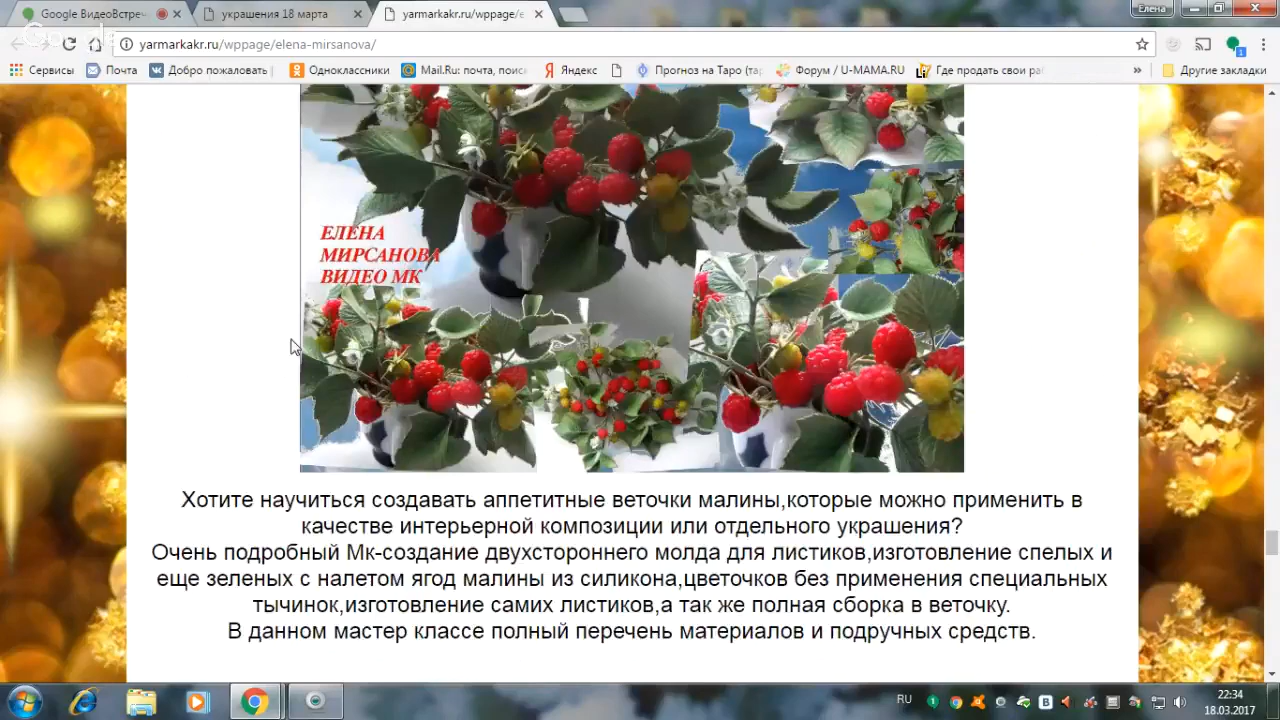 Google ВидеоВстреч
украшения 18 марта
yarmarkakr.ru/wppage/e
Елена
yarmarkakr.ru/wppage/elena-mirsanova/
1
Сервисы
Почта
Добро пожаловать
Одноклассники
Mail.Ru: почта, поиск
Яндекс
Прогноз на Таро (та
Форум / U-MAMA.RU
Где продать свои ра
»
Другие закладки
ЕЛЕНА
МИРСАНОВА
ВИДЕО МК
Хотите научиться создавать аппетитные веточки малины,которые можно применить в
качестве интерьерной композиции или отдельного украшения?
Очень подробный Мк-создание двухстороннего молда для листиков,изготовление спелых и
еще зеленых с налетом ягод малины из силикона,цветочков без применения специальных
тычинок,изготовление самих листиков,а так же полная сборка в веточку.
В данном мастер классе полный перечень материалов и подручных средств.
RU
22:34
18.03.2017